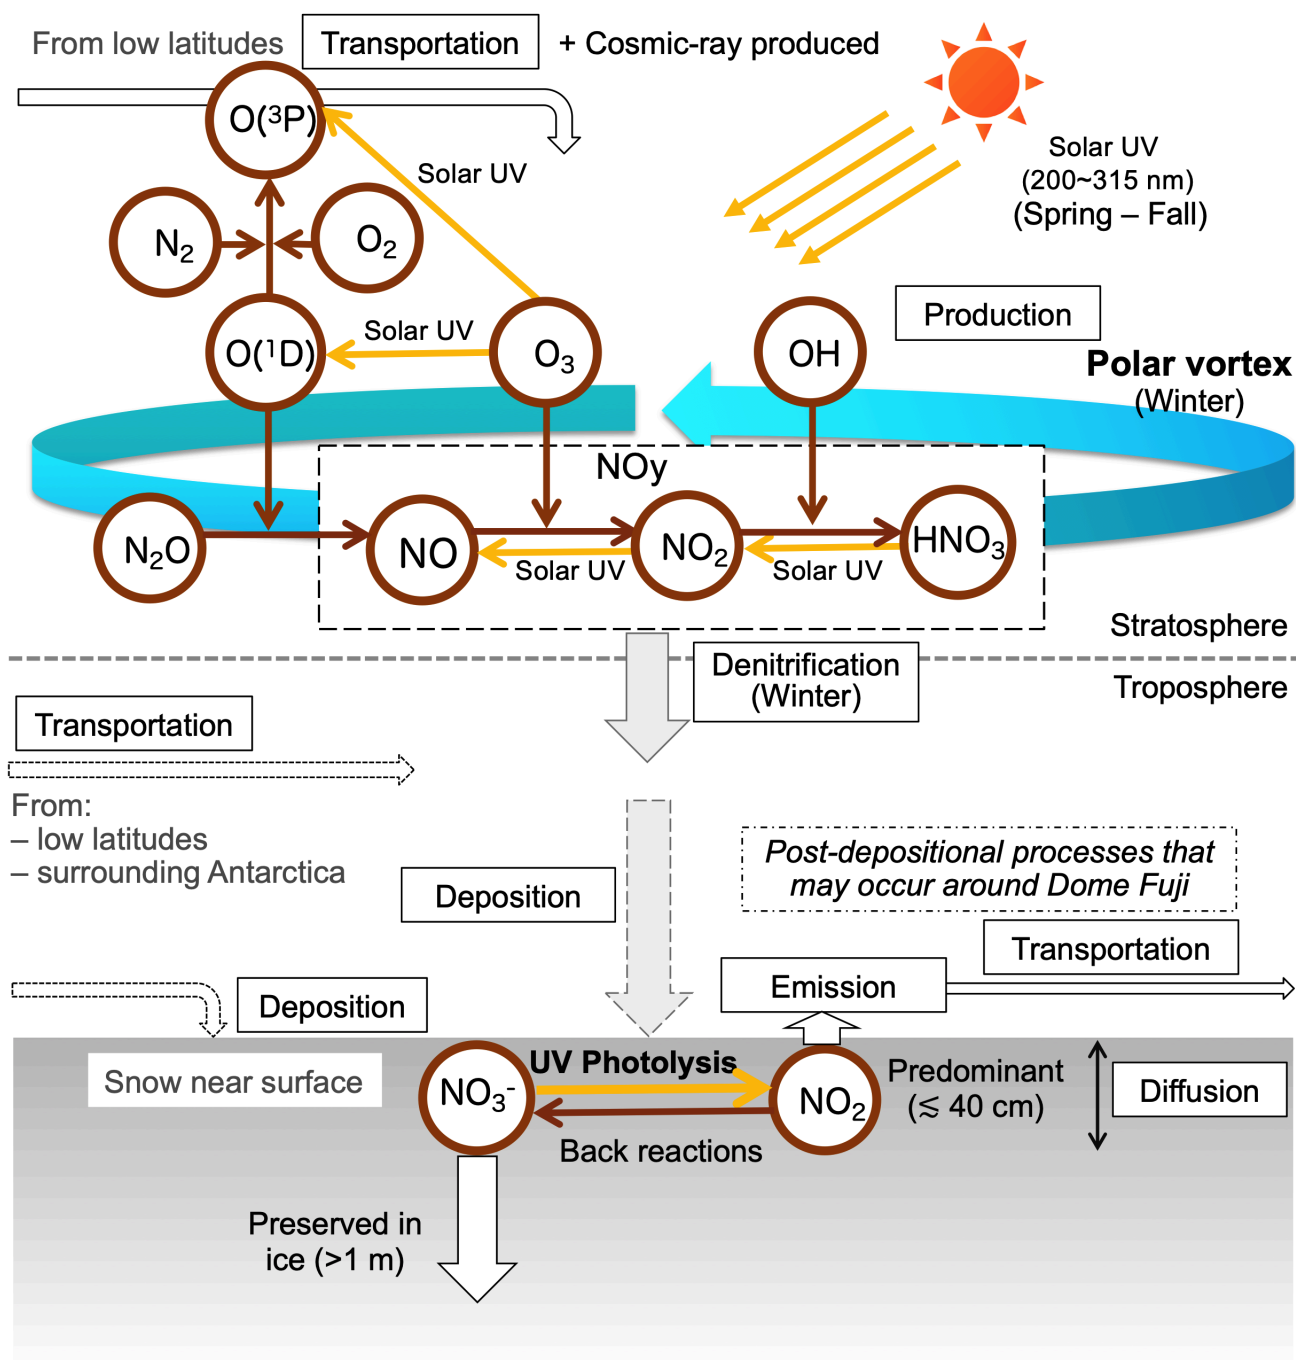 From low latitudes
Transportation
+ Cosmic-ray produced
O(³P)
Solar UV
Solar UV
(200~315 nm)
(Spring – Fall)
N₂
O₂
Production
Solar UV
O(¹D)
O₃
OH
Polar vortex
(Winter)
NOy
N₂O
NO
NO₂
HNO₃
Solar UV
Solar UV
Stratosphere
Denitrification
(Winter)
Troposphere
Transportation
From:
– low latitudes
– surrounding Antarctica
Deposition
Post-depositional processes that
may occur around Dome Fuji
Transportation
Emission
Deposition
Snow near surface
UV Photolysis
NO₃⁻
NO₂
Predominant
(≲ 40 cm)
Diffusion
Back reactions
Preserved in
ice (>1 m)